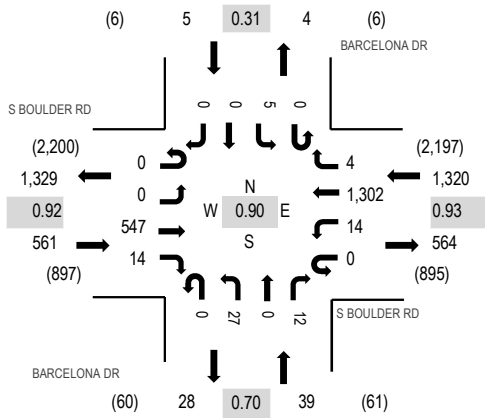 (6) 5 0.31 4 (6)
BARCELONA DR
S BOULDER RD
0 0 5 0
(2,200) 0 4 (2,197)
1,329 0 N 1,302 1,320
0.92 W 0.90 E 0.93
561 547 S 14 564
(897) 14 0 (895)
0 27 0 12
S BOULDER RD
BARCELONA DR
(60) 28 0.70 39 (61)